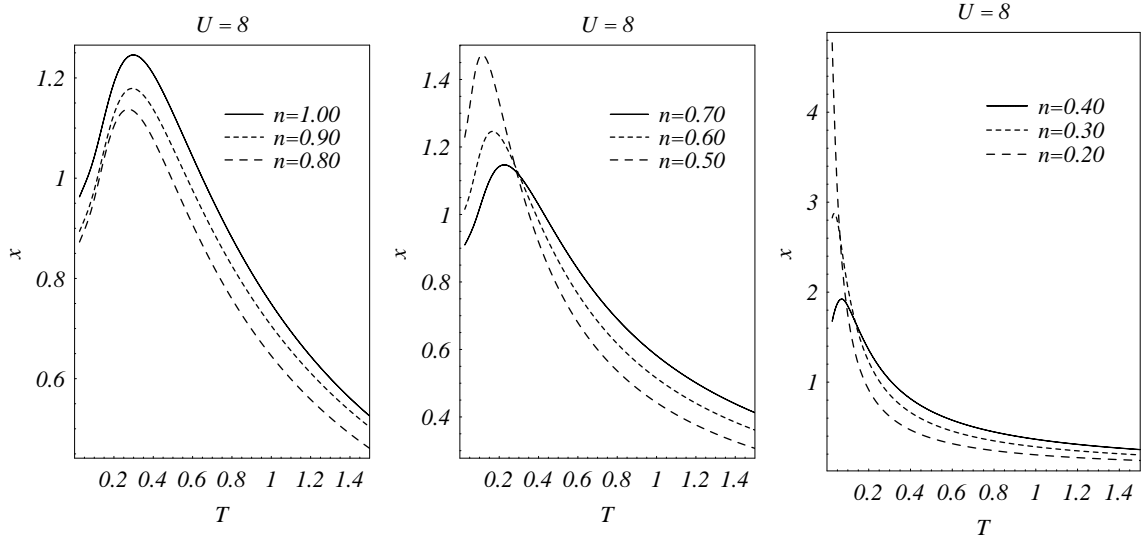 U = 8
1.2
1
0.8
0.6
x
n=1.00
n=0.90
n=0.80
0.2 0.4 0.6 0.8 1 1.2 1.4
T
U = 8
1.4
1.2
1
0.8
0.6
0.4
x
n=0.70
n=0.60
n=0.50
0.2 0.4 0.6 0.8 1 1.2 1.4
T
U = 8
4
3
2
1
x
n=0.40
n=0.30
n=0.20
0.2 0.4 0.6 0.8 1 1.2 1.4
T